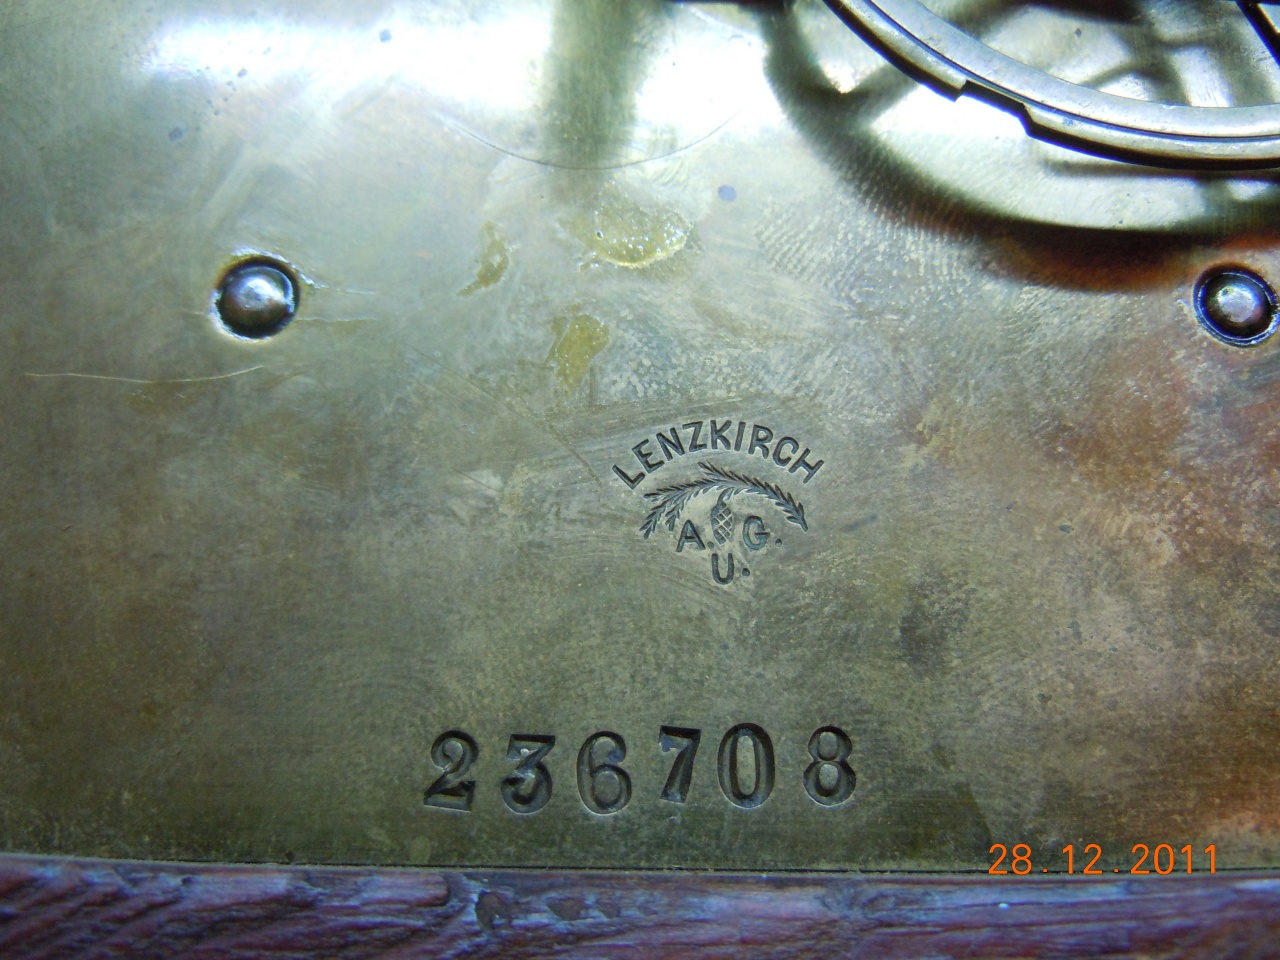 LENZKIRCH
A. G.
U.
236708
28.12.2011